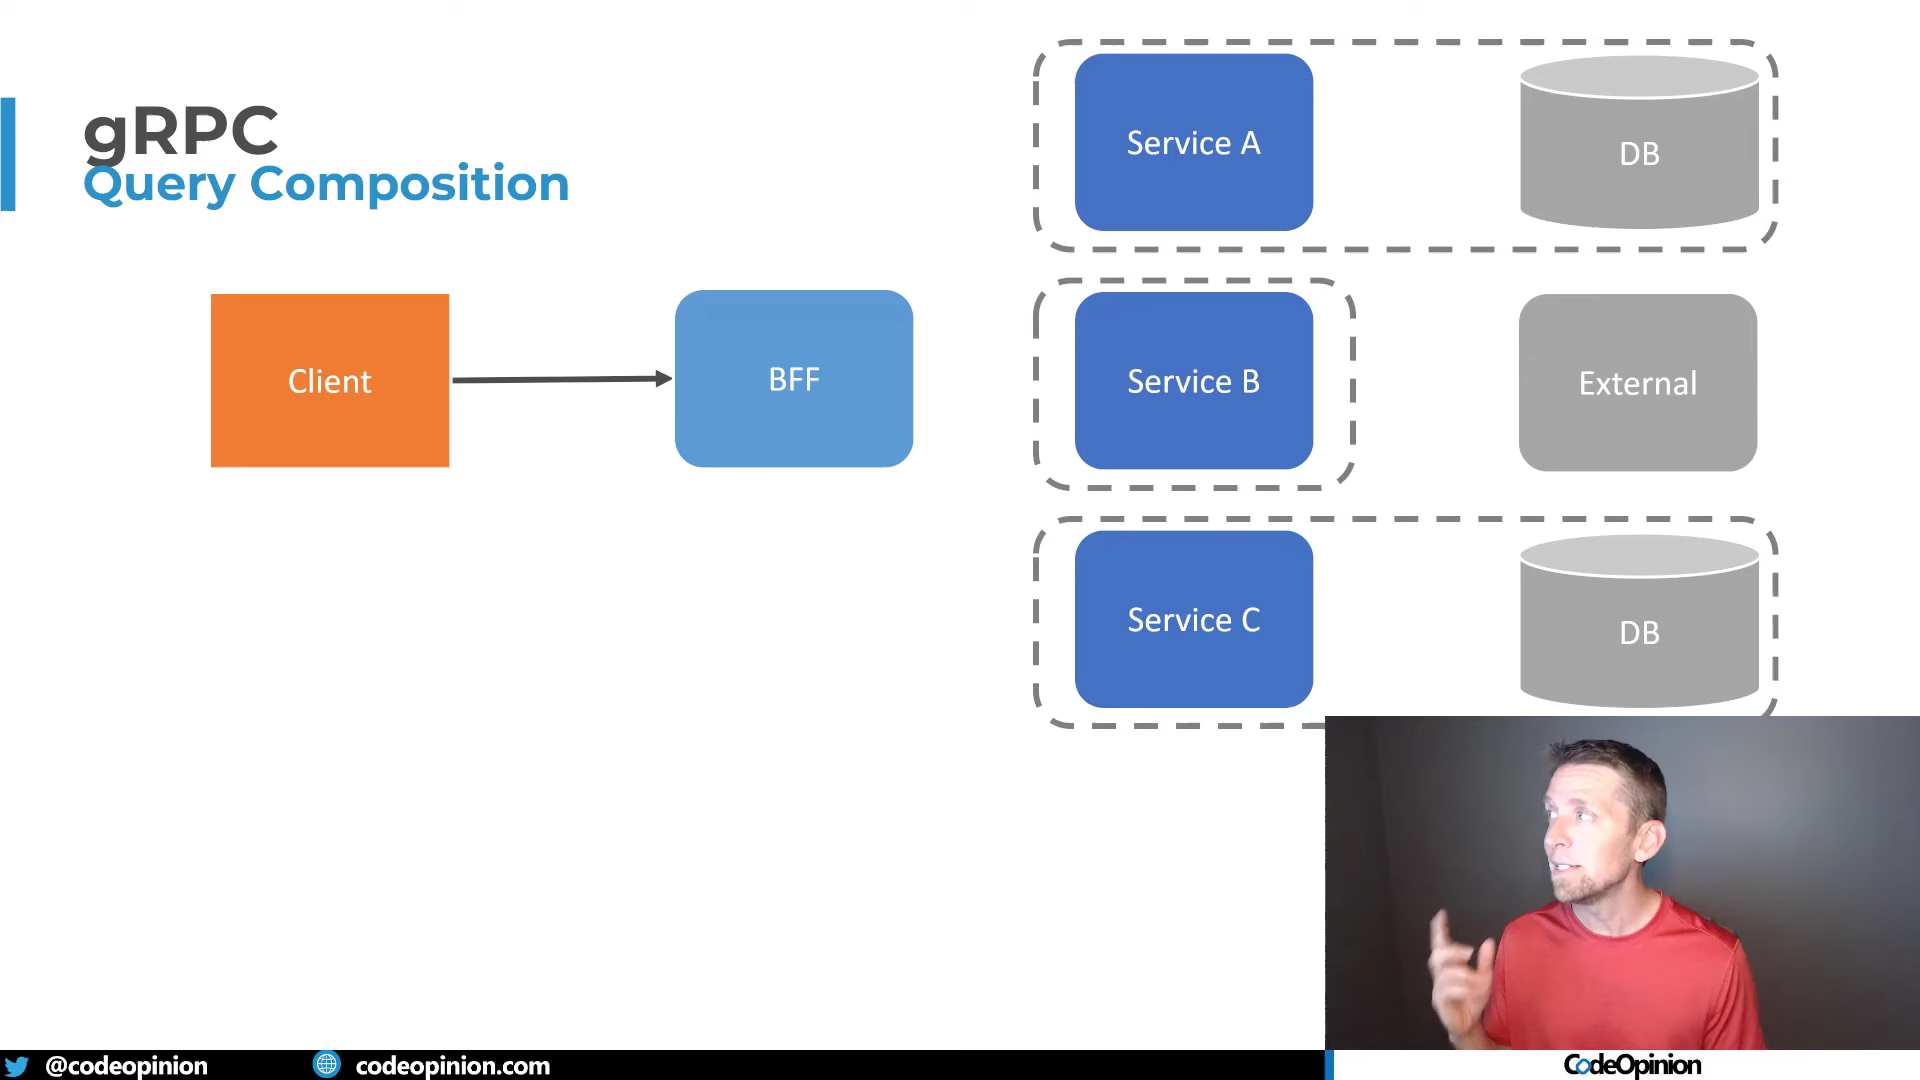 gRPC
Query Composition
Service A
DB
Client
BFF
Service B
External
Service C
DB
@codeopinion
codeopinion.com
CodeOpinion